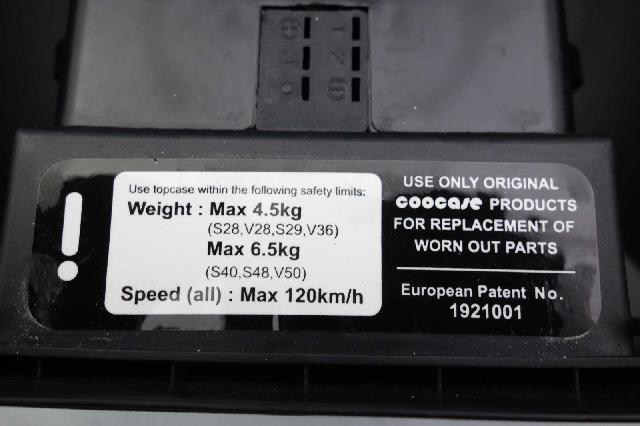 1
2
Use topcase within the following safety limits:
Weight : Max 4.5kg
(S28,V28,S29,V36)
Max 6.5kg
(S40,S48,V50)
Speed (all) : Max 120km/h
USE ONLY ORIGINAL
coocase PRODUCTS
FOR REPLACEMENT OF
WORN OUT PARTS
European Patent No.
1921001